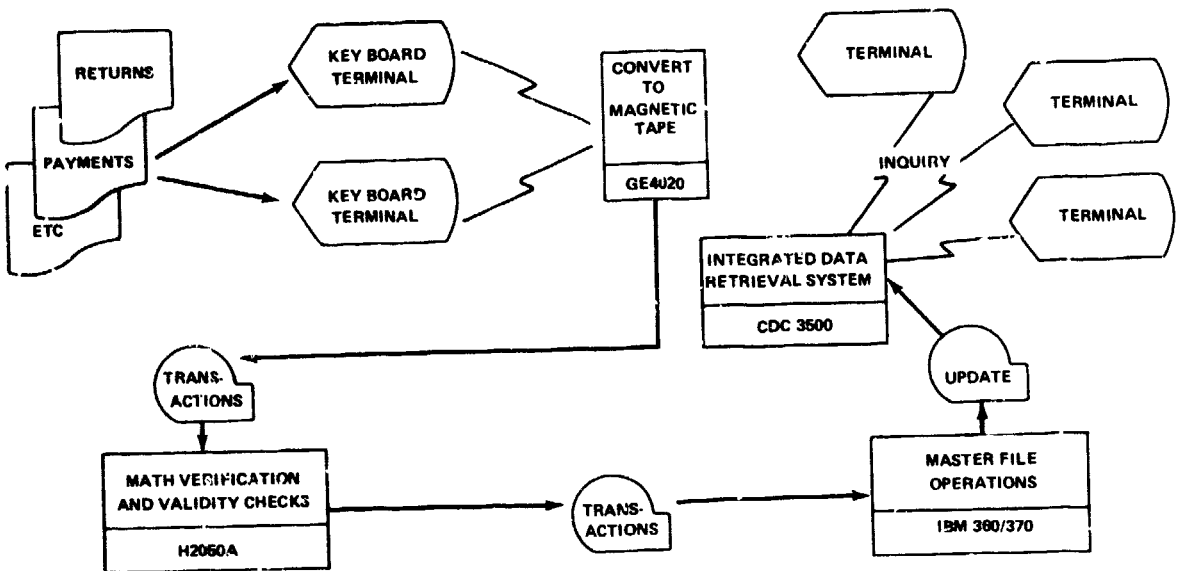 RETURNS
PAYMENTS
ETC
KEY BOARD
TERMINAL
KEY BOARD
TERMINAL
CONVERT
TO
MAGNETIC
TAPE
GE4020
TERMINAL
TERMINAL
TERMINAL
INQUIRY
INTEGRATED DATA
RETRIEVAL SYSTEM
CDC 3500
TRANS-
ACTIONS
UPDATE
MATH VERIFICATION
AND VALIDITY CHECKS
H2050A
TRANS-
ACTIONS
MASTER FILE
OPERATIONS
IBM 360/370